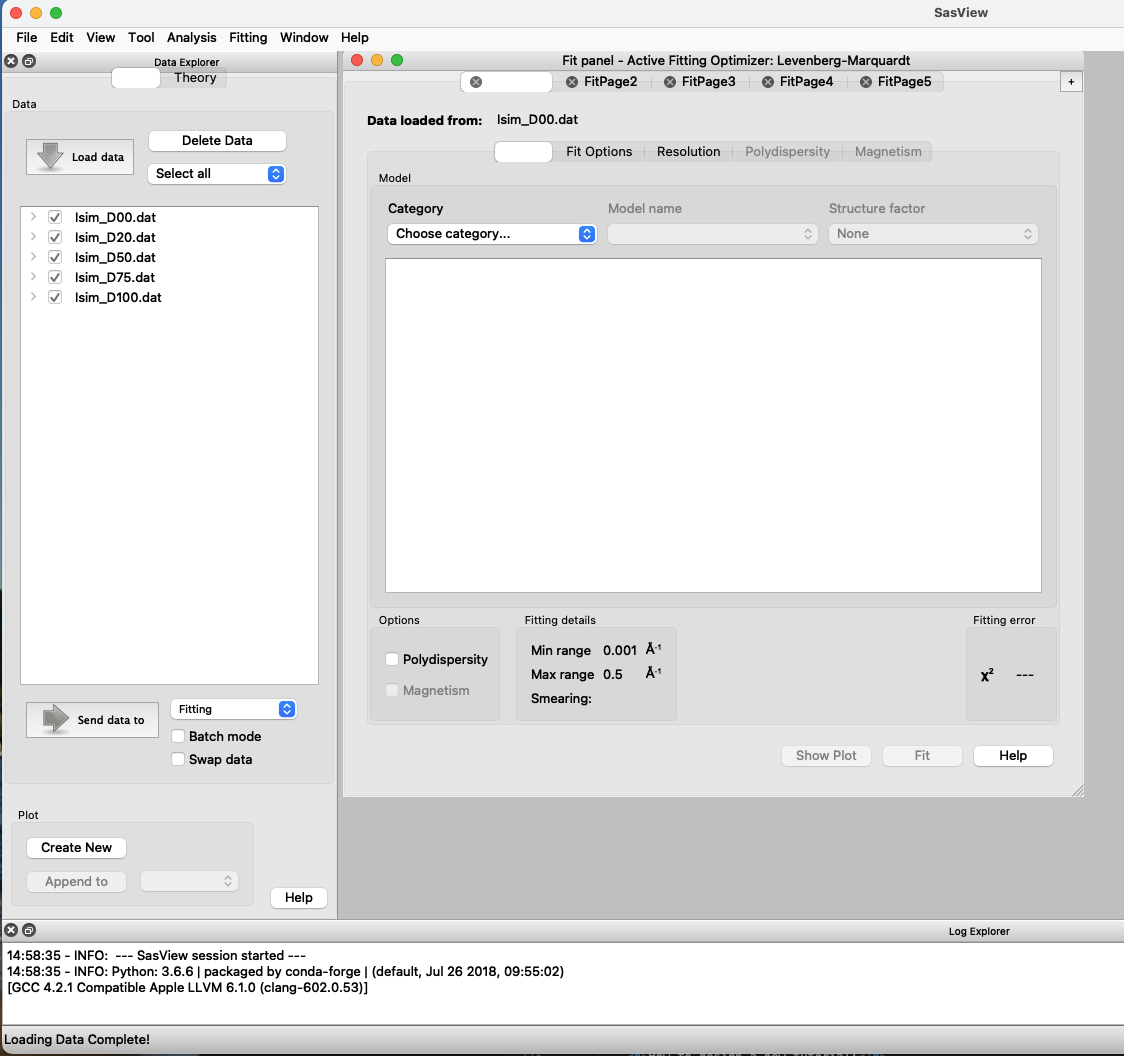 SasView
File Edit View Tool Analysis Fitting Window Help
Data Explorer
Theory
Data
Load data
Delete Data
Select all
Isim_D00.dat
Isim_D20.dat
Isim_D50.dat
Isim_D75.dat
Isim_D100.dat
Send data to
Fitting
Batch mode
Swap data
Plot
Create New
Append to
Help
Fit panel - Active Fitting Optimizer: Levenberg-Marquardt
FitPage2 FitPage3 FitPage4 FitPage5 +
Data loaded from: Isim_D00.dat
Fit Options Resolution Polydispersity Magnetism
Model
Category Model name Structure factor
Choose category... None
Options Fitting details Fitting error
Polydispersity
Magnetism
Min range 0.001 Å-1
Max range 0.5 Å-1
Smearing:
χ² ---
Show Plot Fit Help
Log Explorer
14:58:35 - INFO: --- SasView session started ---
14:58:35 - INFO: Python: 3.6.6 | packaged by conda-forge | (default, Jul 26 2018, 09:55:02)
[GCC 4.2.1 Compatible Apple LLVM 6.1.0 (clang-602.0.53)]
Loading Data Complete!